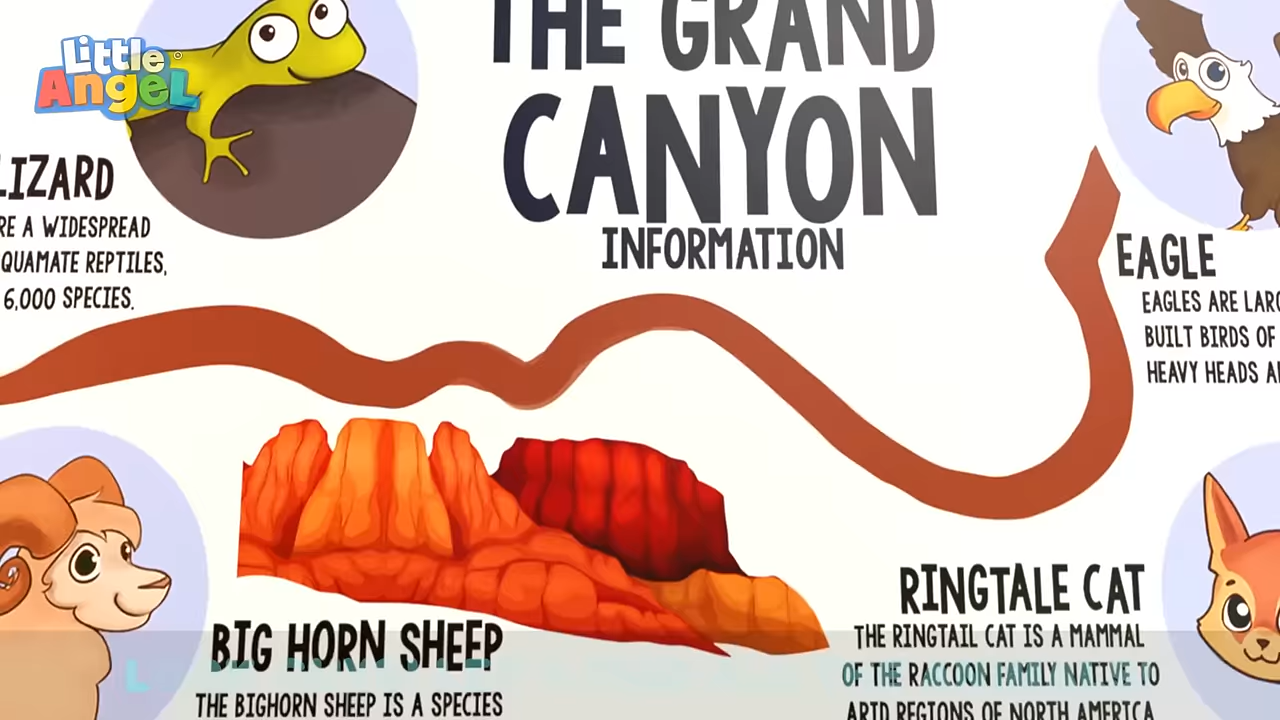 Little
Angel
THE GRAND
CANYON
INFORMATION
LIZARD
RE A WIDESPREAD
QUAMATE REPTILES,
6,000 SPECIES.
EAGLE
EAGLES ARE LARG
BUILT BIRDS OF
HEAVY HEADS A
BIG HORN SHEEP
THE BIGHORN SHEEP IS A SPECIES
RINGTALE CAT
THE RINGTAIL CAT IS A MAMMAL
OF THE RACCOON FAMILY NATIVE TO
ARID REGIONS OF NORTH AMERICA.